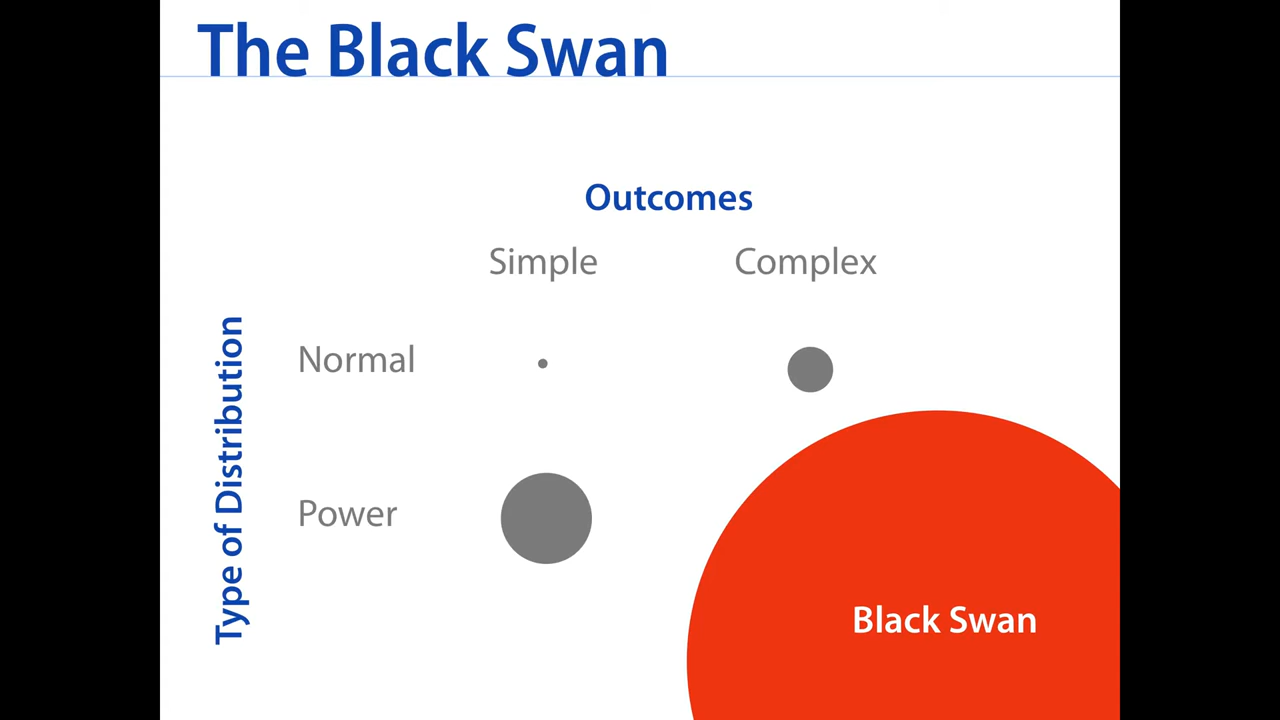 The Black Swan
Outcomes
Simple Complex
Type of Distribution
Normal
Power
Black Swan